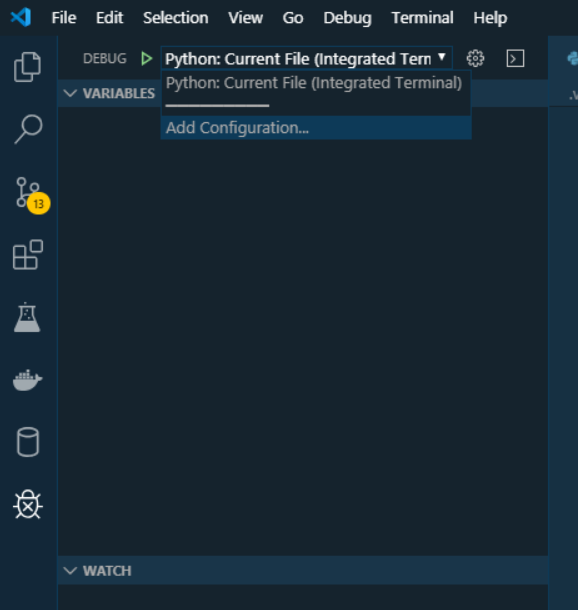 File Edit Selection View Go Debug Terminal Help
DEBUG Python: Current File (Integrated Tern
Python: Current File (Integrated Terminal)
VARIABLES
Add Configuration...
13
WATCH